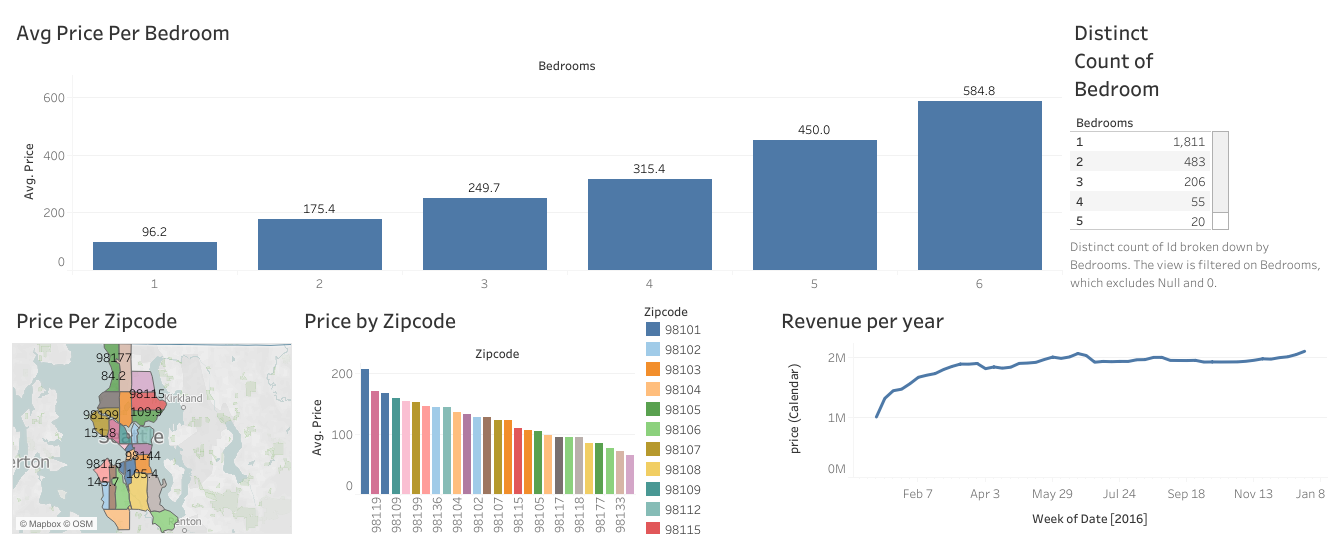 Avg Price Per Bedroom
Bedrooms
Avg. Price
600
400
200
0
96.2
175.4
249.7
315.4
450.0
584.8
1
2
3
4
5
6
Distinct
Count of
Bedroom
Bedrooms
1 1,811
2 483
3 206
4 55
5 20
Distinct count of Id broken down by
Bedrooms. The view is filtered on Bedrooms,
which excludes Null and 0.
Price Per Zipcode
98177
84.2
98115
109.9
Kirkland
98199
151.8
98144
105.4
98116
145.7
erton
© Mapbox © OSM
Price by Zipcode
Zipcode
Avg. Price
200
100
0
98119
98109
98199
98136
98104
98102
98107
98115
98105
98117
98118
98177
98133
Zipcode
98101
98102
98103
98104
98105
98106
98107
98108
98109
98112
98115
Revenue per year
price (Calendar)
2M
1M
0M
Feb 7
Apr 3
May 29
Jul 24
Sep 18
Nov 13
Jan 8
Week of Date [2016]